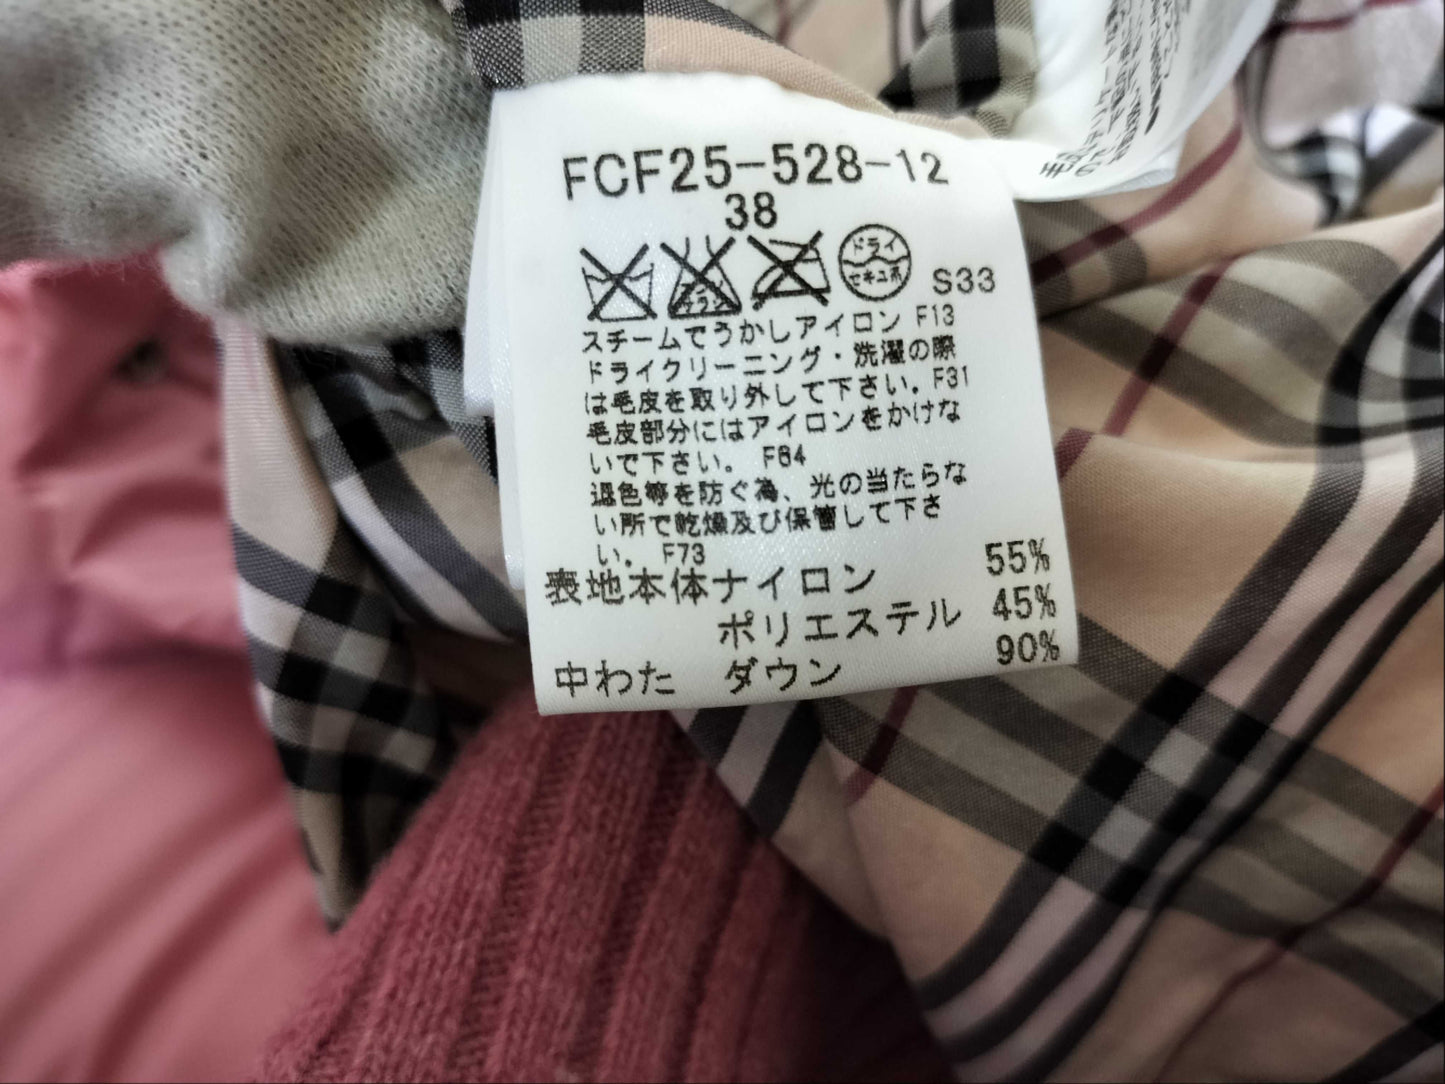 FCF25-528-12
38
ドライ
セキユ系
S33
スチームでうかしアイロン F13
ドライクリーニング・洗濯の際
は毛皮を取り外して下さい. F31
毛皮部分にはアイロンをかけな
いで下さい。 F64
退色等を防ぐ為、光の当たらな
い所で乾燥及び保管して下さ
い. F73
表地本体ナイロン 55%
ポリエステル 45%
中わた ダウン 90%